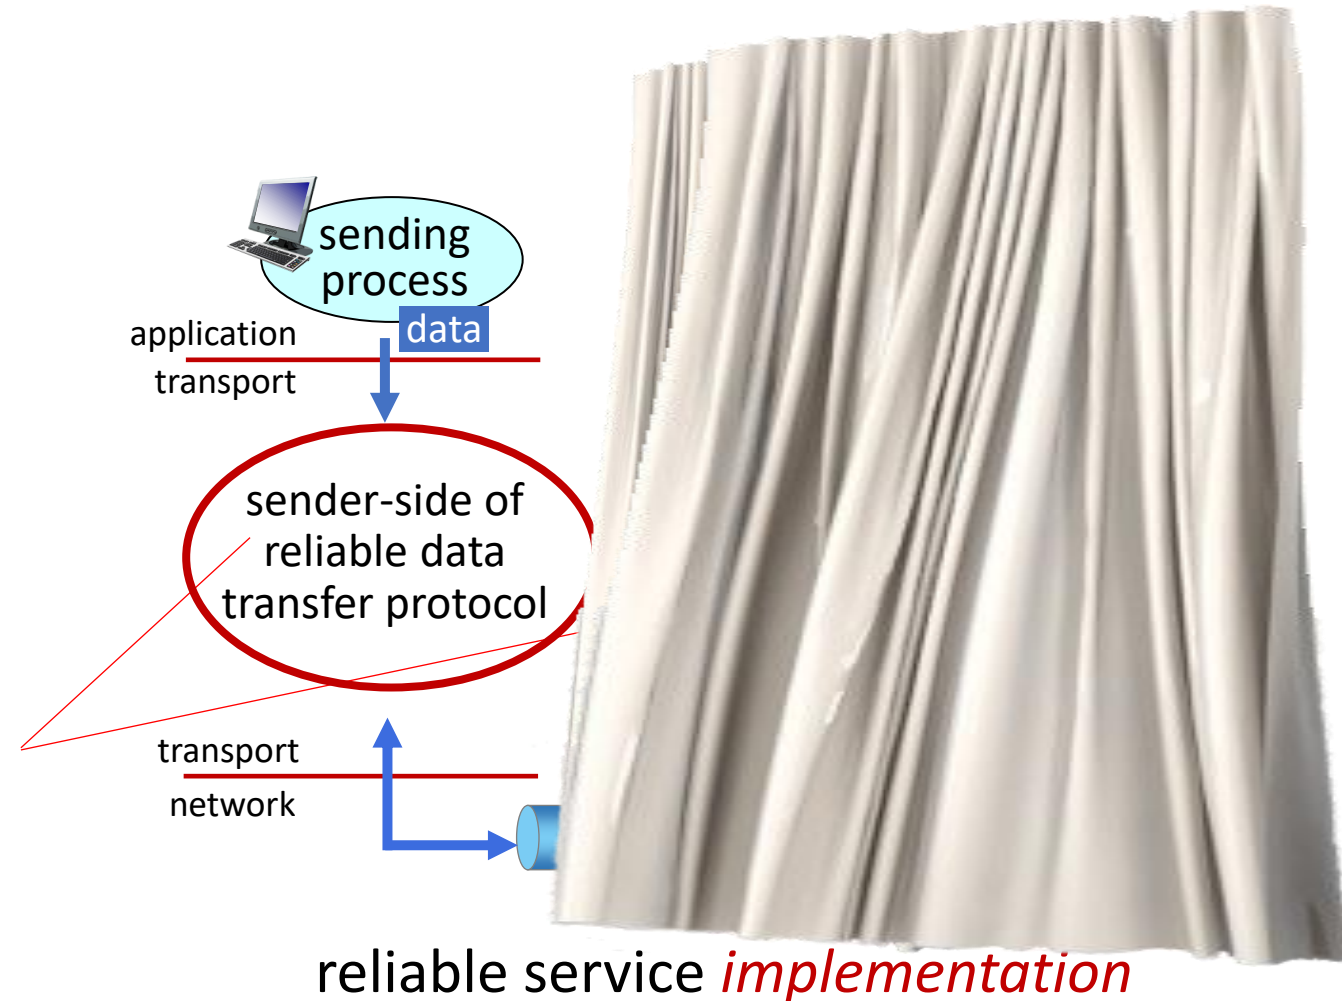 sending
process
data
application
transport
sender-side of
reliable data
transfer protocol
transport
network
reliable service implementation